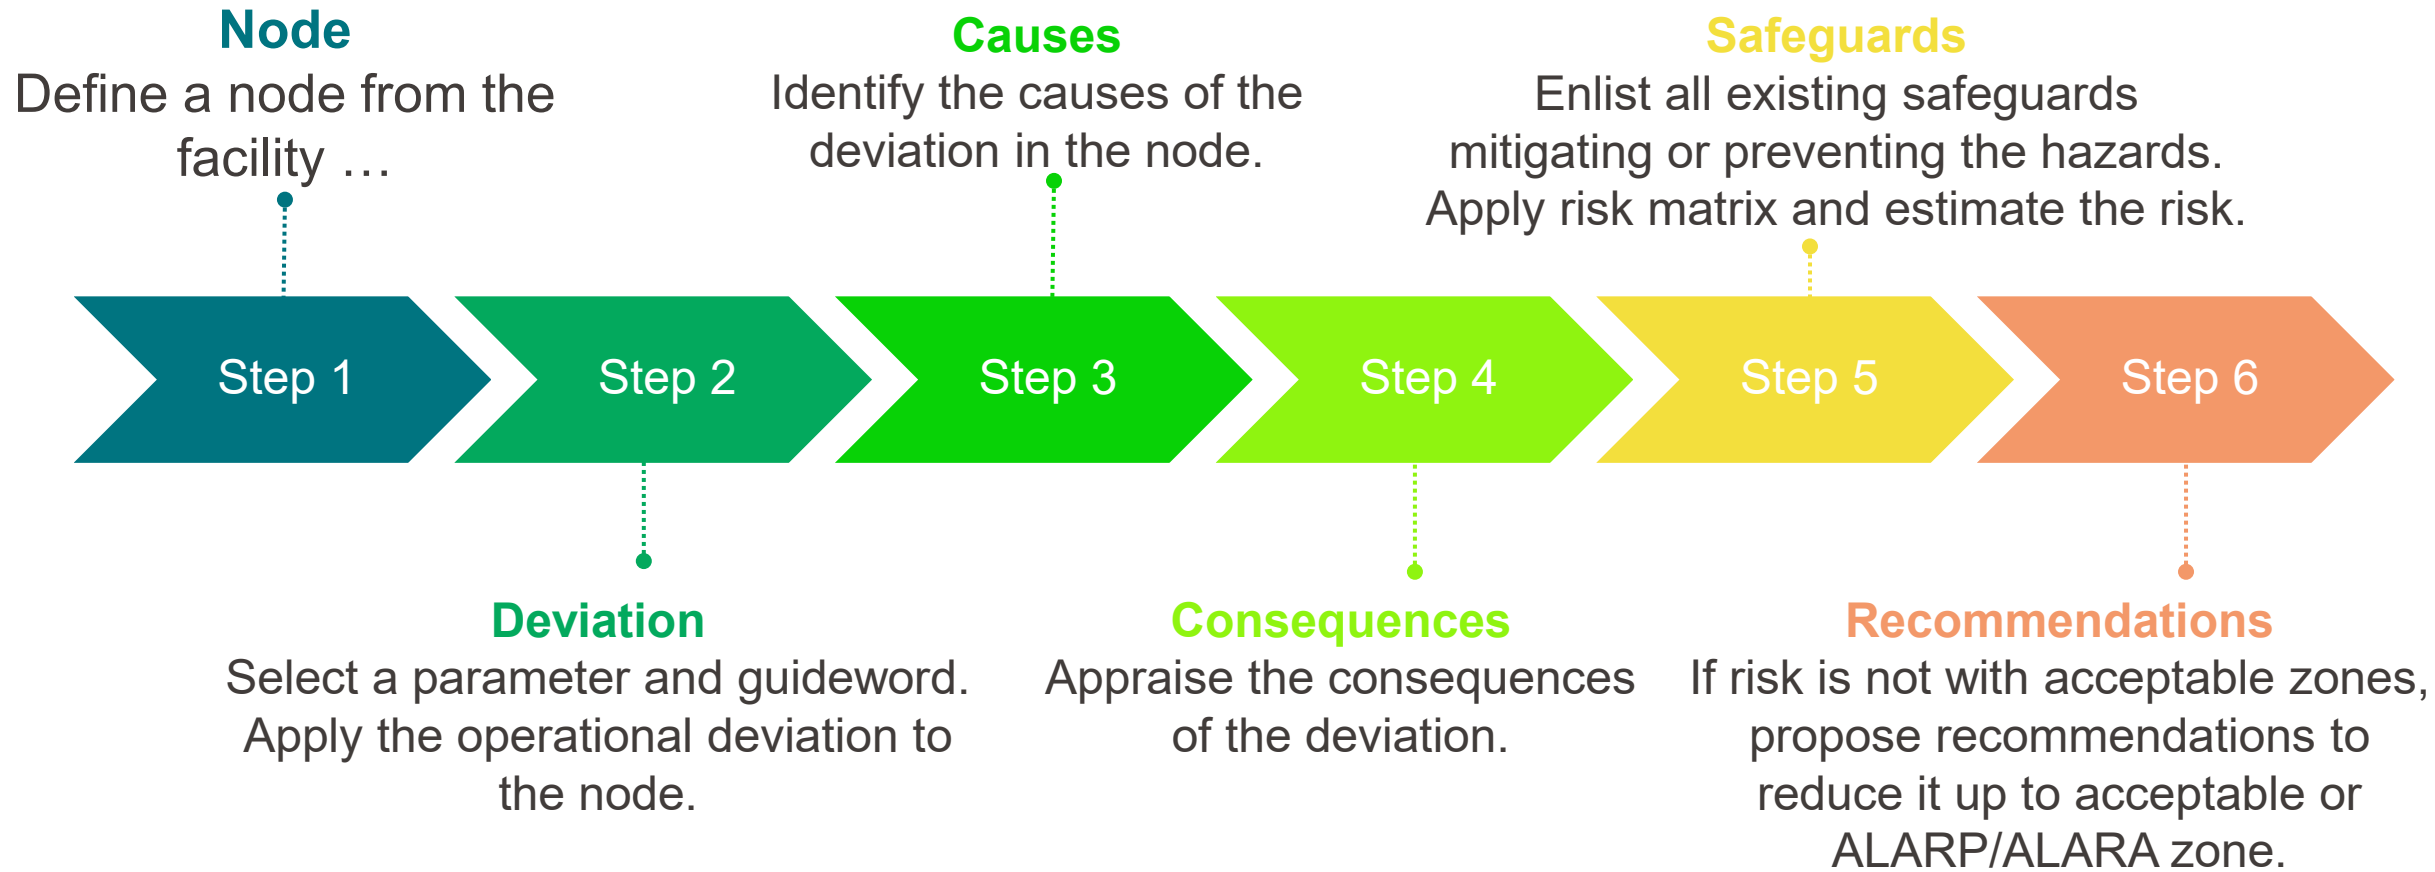 Node
Define a node from the
facility …
Causes
Identify the causes of the
deviation in the node.
Safeguards
Enlist all existing safeguards
mitigating or preventing the hazards.
Apply risk matrix and estimate the risk.
Step 1
Step 2
Step 3
Step 4
Step 5
Step 6
Deviation
Select a parameter and guideword.
Apply the operational deviation to
the node.
Consequences
Appraise the consequences
of the deviation.
Recommendations
If risk is not with acceptable zones,
propose recommendations to
reduce it up to acceptable or
ALARP/ALARA zone.